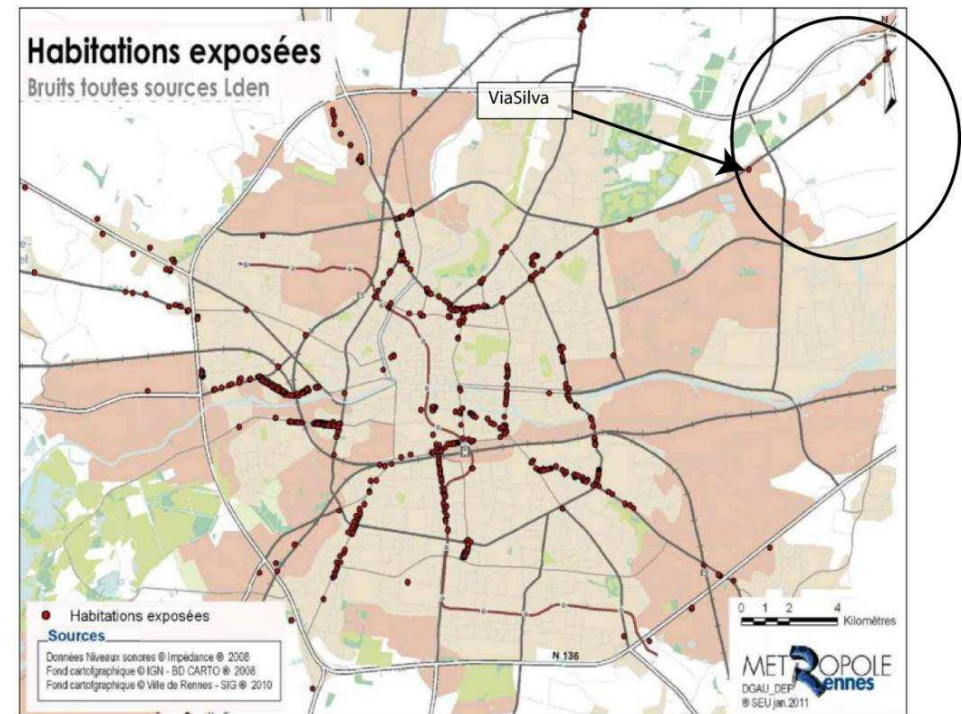 Habitations exposées
Bruits toutes sources Lden
ViaSilva
N
Habitations exposées
Sources
Données Niveaux sonores © Impédance ® 2008
Fond cartographique © IGN - BD CARTO ® 2008
Fond cartofgraphique © Ville de Rennes - SIG ® 2010
N 136
0 1 2 4
Kilomètres
METROPOLE
Rennes
DGAU_DEP
® SEU jan.2011